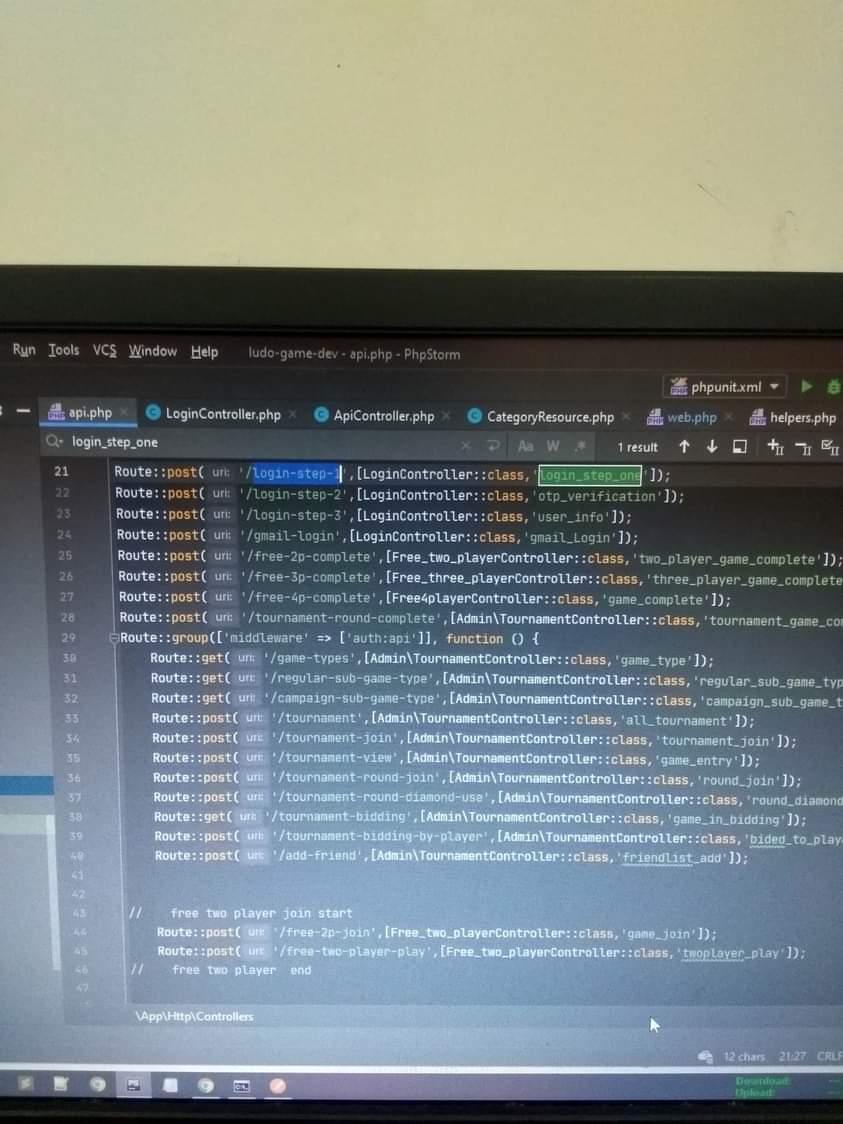 Run Tools VCS Window Help ludo-game-dev - api.php - PhpStorm
phpunit.xml
api.php LoginController.php ApiController.php CategoryResource.php web.php helpers.php
login_step_one Aa W .* 1 result
21 Route::post( uri: '/login-step-1',[LoginController::class,'login_step_one']);
22 Route::post( uri: '/login-step-2',[LoginController::class,'otp_verification']);
23 Route::post( uri: '/login-step-3',[LoginController::class,'user_info']);
24 Route::post( uri: '/gmail-login',[LoginController::class,'gmail_Login']);
25 Route::post( uri: '/free-2p-complete',[Free_two_playerController::class,'two_player_game_complete']);
26 Route::post( uri: '/free-3p-complete',[Free_three_playerController::class,'three_player_game_complete
27 Route::post( uri: '/free-4p-complete',[Free4playerController::class,'game_complete']);
28 Route::post( uri: '/tournament-round-complete',[Admin\TournamentController::class,'tournament_game_co
29 Route::group(['middleware' => ['auth:api']], function () {
30 Route::get( uri: '/game-types',[Admin\TournamentController::class,'game_type']);
31 Route::get( uri: '/regular-sub-game-type',[Admin\TournamentController::class,'regular_sub_game_typ
32 Route::get( uri: '/campaign-sub-game-type',[Admin\TournamentController::class,'campaign_sub_game_t
33 Route::post( uri: '/tournament',[Admin\TournamentController::class,'all_tournament']);
34 Route::post( uri: '/tournament-join',[Admin\TournamentController::class,'tournament_join']);
35 Route::post( uri: '/tournament-view',[Admin\TournamentController::class,'game_entry']);
36 Route::post( uri: '/tournament-round-join',[Admin\TournamentController::class,'round_join']);
37 Route::post( uri: '/tournament-round-diamond-use',[Admin\TournamentController::class,'round_diamond
38 Route::get( uri: '/tournament-bidding',[Admin\TournamentController::class,'game_in_bidding']);
39 Route::post( uri: '/tournament-bidding-by-player',[Admin\TournamentController::class,'bided_to_play
40 Route::post( uri: '/add-friend',[Admin\TournamentController::class,'friendlist_add']);
41
42
43 // free two player join start
44 Route::post( uri: '/free-2p-join',[Free_two_playerController::class,'game_join']);
45 Route::post( uri: '/free-two-player-play',[Free_two_playerController::class,'twoplayer_play']);
46 // free two player end
47
\App\Http\Controllers
12 chars 21:27 CRLF
Download:
Upload: